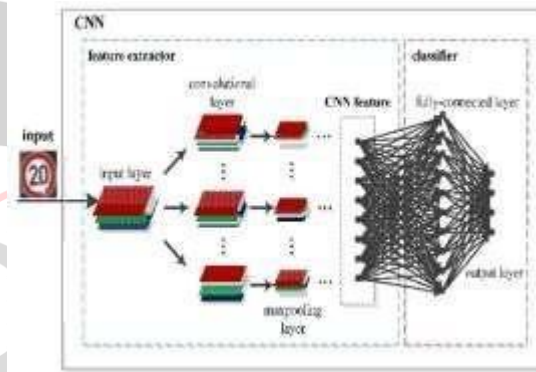 CNN
feature extractor
classifier
convolutional
layer
CNN feature
fully-connected layer
input
20
input layer
...
...
...
output layer
maxpooling
layer